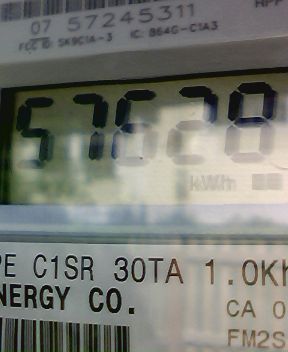 07 57245311
FCC ID: SK9C1A-3 IC: 864G-C1A3
57628
kWh
PE C1SR 30TA 1.0Kh
NERGY CO.
CA 0
FM2S